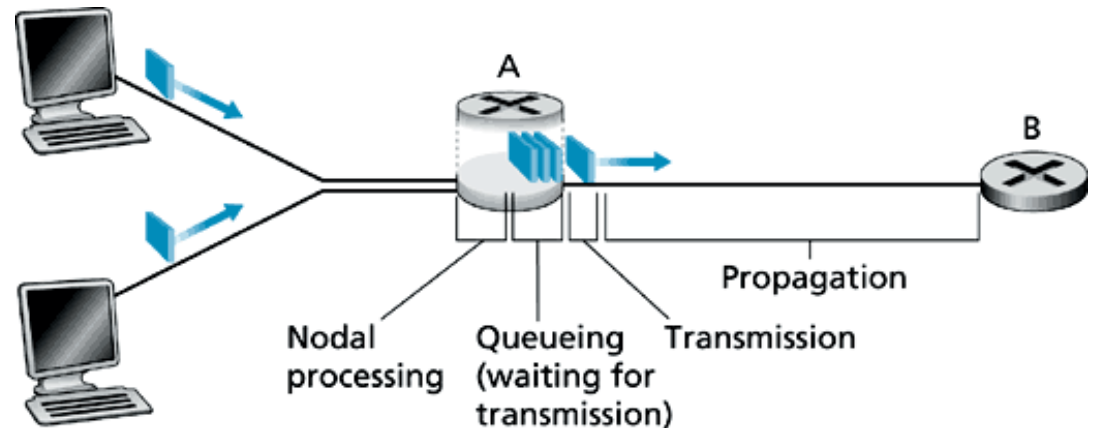 A
B
Propagation
Nodal
processing
Queueing
(waiting for
transmission)
Transmission